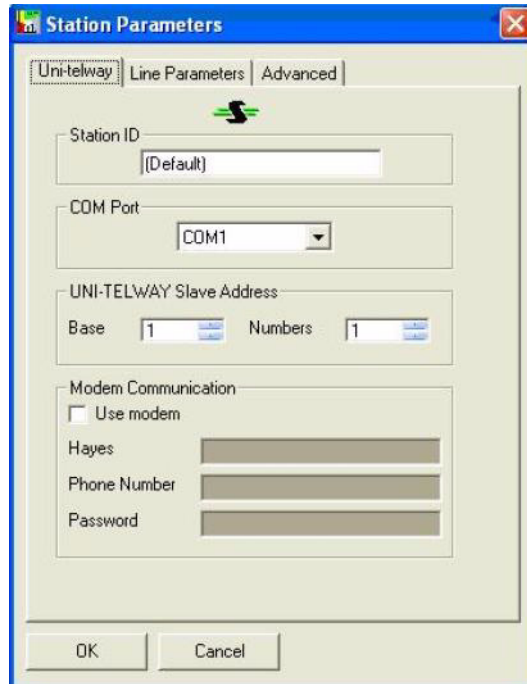 Station Parameters
Uni-telway Line Parameters Advanced
Station ID
(Default)
COM Port
COM1
UNI-TELWAY Slave Address
Base 1 Numbers 1
Modem Communication
Use modem
Hayes
Phone Number
Password
OK Cancel